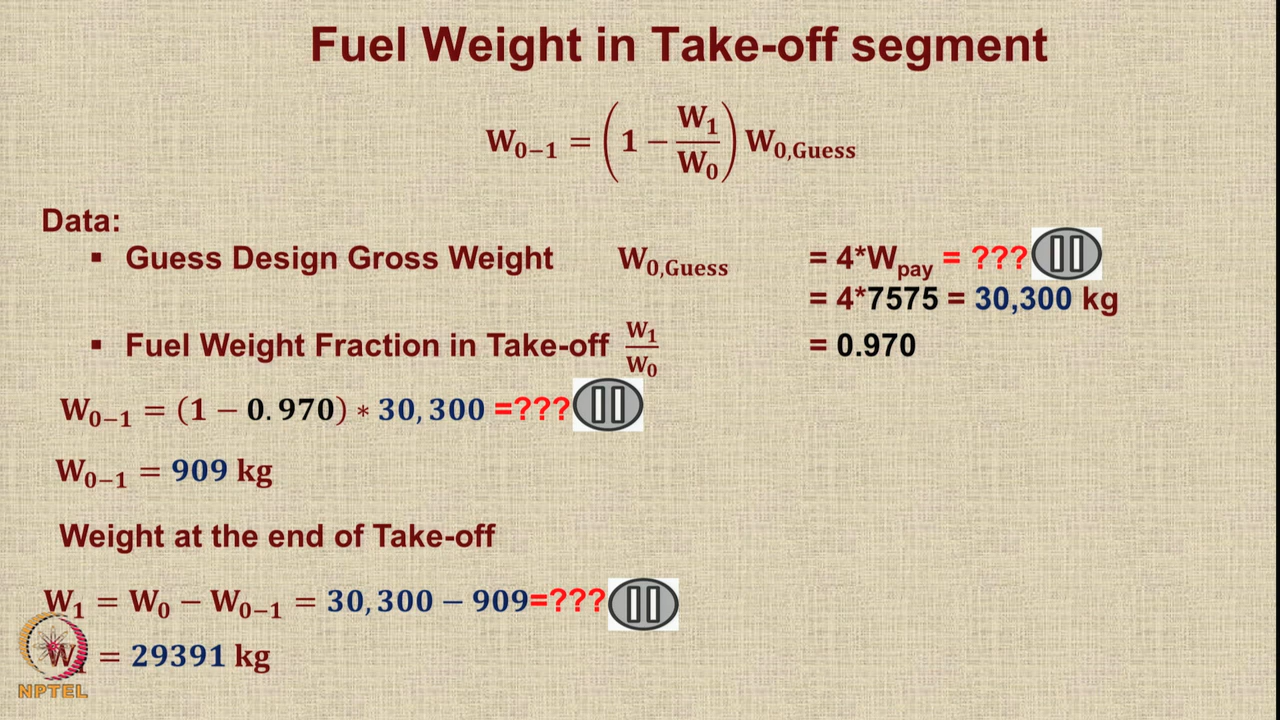 Fuel Weight in Take-off segment
W₀₋₁ = (1 − W₁/W₀) W₀,Guess
Data:
▪ Guess Design Gross Weight W₀,Guess = 4*Wpay = ???
= 4*7575 = 30,300 kg
▪ Fuel Weight Fraction in Take-off W₁/W₀ = 0.970
W₀₋₁ = (1 − 0.970) * 30,300 =???
W₀₋₁ = 909 kg
Weight at the end of Take-off
W₁ = W₀ − W₀₋₁ = 30,300 − 909=???
W₁ = 29391 kg
NPTEL